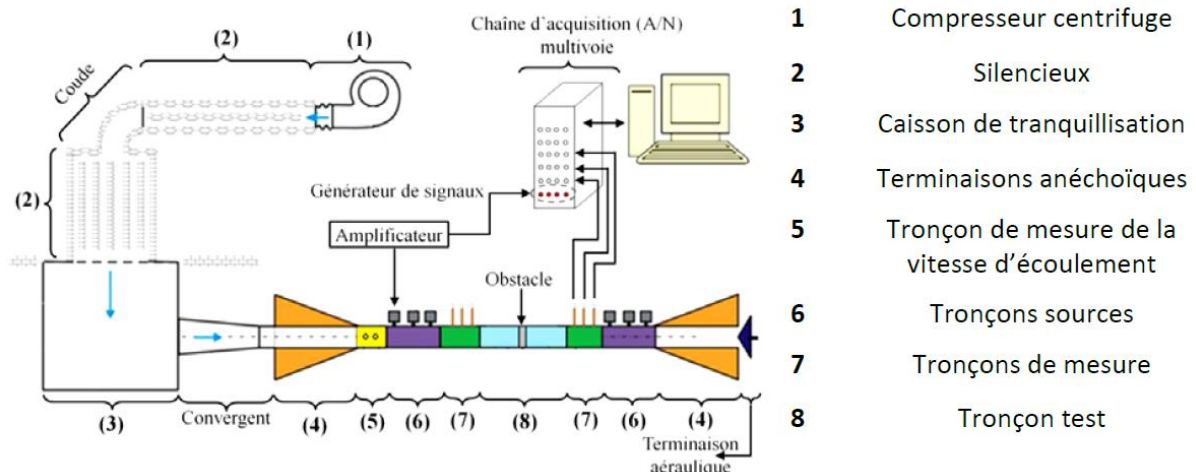 Chaîne d'acquisition (A/N)
multivoie
(2)
(1)
Coude
(2)
Générateur de signaux
Amplificateur
Obstacle
(3)
Convergent
(4)
(5)
(6)
(7)
(8)
(7)
(6)
(4)
Terminaison
aéraulique
1 Compresseur centrifuge
2 Silencieux
3 Caisson de tranquillisation
4 Terminaisons anéchoïques
5 Tronçon de mesure de la
vitesse d'écoulement
6 Tronçons sources
7 Tronçons de mesure
8 Tronçon test